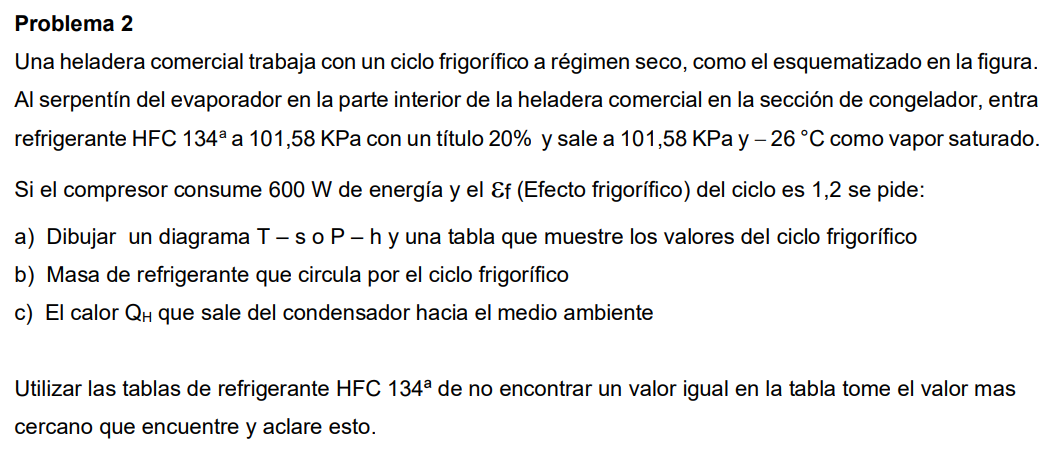 Problema 2
Una heladera comercial trabaja con un ciclo frigorífico a régimen seco, como el esquematizado en la figura.
Al serpentín del evaporador en la parte interior de la heladera comercial en la sección de congelador, entra
refrigerante HFC 134ª a 101,58 KPa con un título 20% y sale a 101,58 KPa y – 26 °C como vapor saturado.
Si el compresor consume 600 W de energía y el Ɛf (Efecto frigorífico) del ciclo es 1,2 se pide:
a) Dibujar un diagrama T – s o P – h y una tabla que muestre los valores del ciclo frigorífico
b) Masa de refrigerante que circula por el ciclo frigorífico
c) El calor QH que sale del condensador hacia el medio ambiente
Utilizar las tablas de refrigerante HFC 134ª de no encontrar un valor igual en la tabla tome el valor mas
cercano que encuentre y aclare esto.